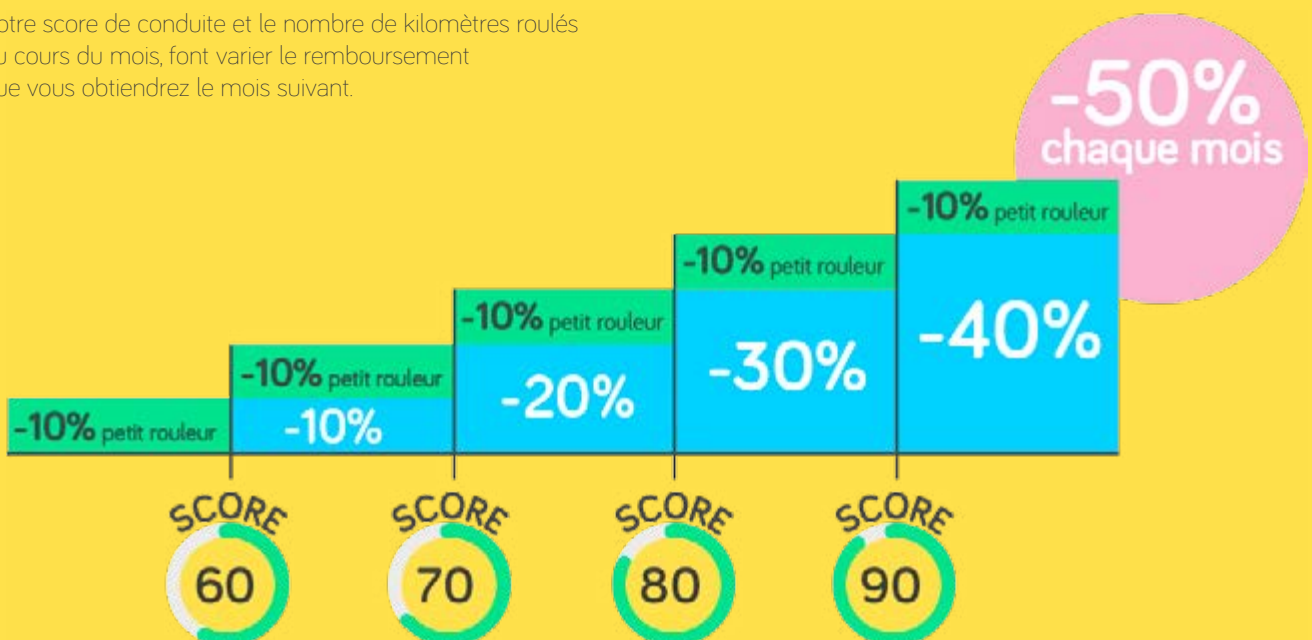 otre score de conduite et le nombre de kilomètres roulés
u cours du mois, font varier le remboursement
ue vous obtiendrez le mois suivant.
-50%
chaque mois
-10% petit rouleur
-40%
-10% petit rouleur
-30%
-10% petit rouleur
-20%
-10% petit rouleur
-10%
-10% petit rouleur
SCORE
60
SCORE
70
SCORE
80
SCORE
90